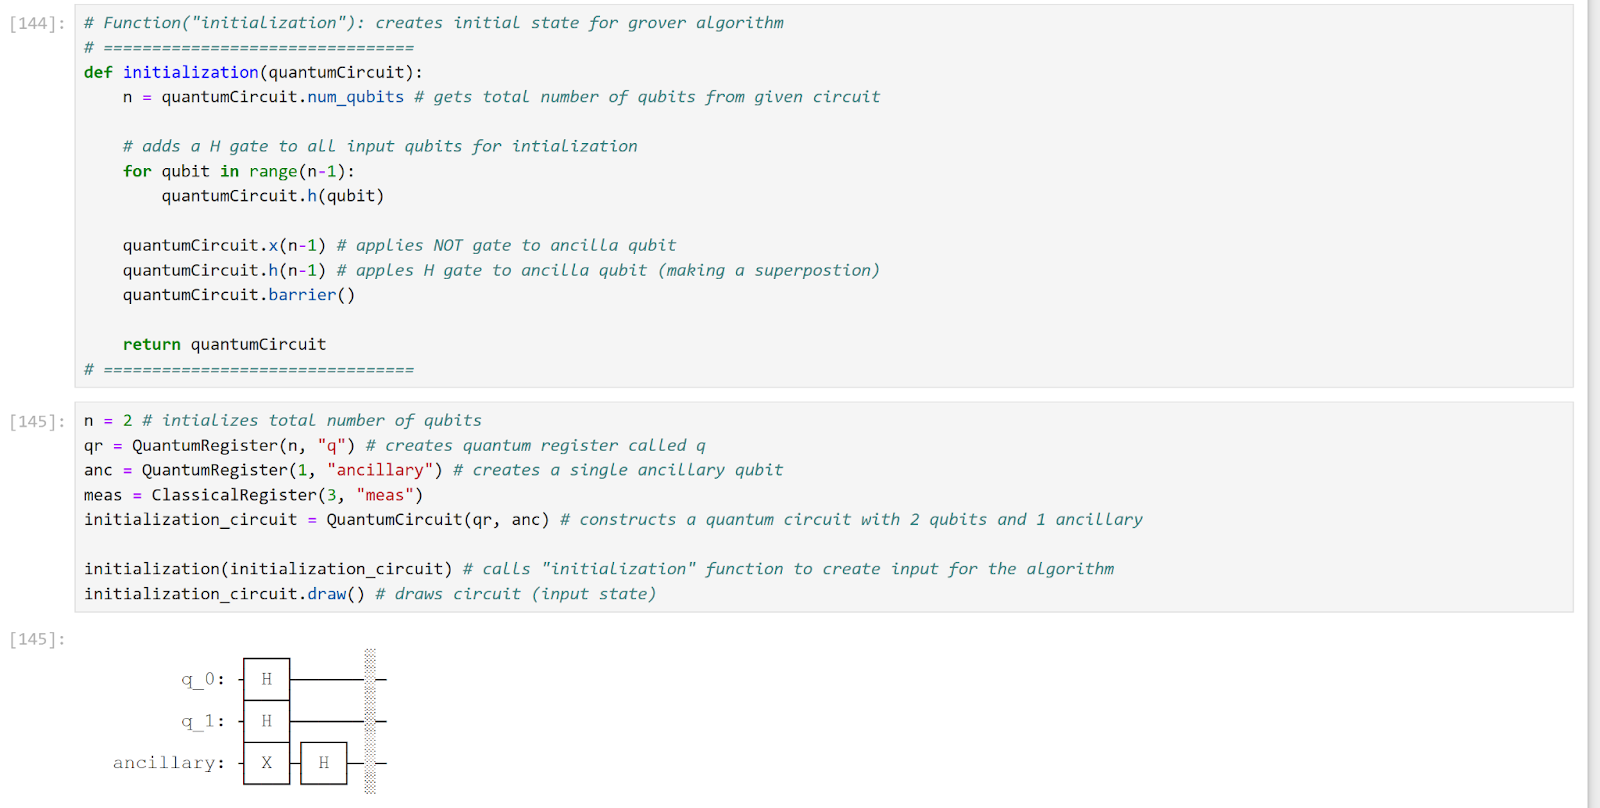 [144]: # Function("initialization"): creates initial state for grover algorithm
# ================================
def initialization(quantumCircuit):
    n = quantumCircuit.num_qubits # gets total number of qubits from given circuit
    # adds a H gate to all input qubits for intialization
    for qubit in range(n-1):
        quantumCircuit.h(qubit)
    quantumCircuit.x(n-1) # applies NOT gate to ancilla qubit
    quantumCircuit.h(n-1) # apples H gate to ancilla qubit (making a superpostion)
    quantumCircuit.barrier()
    return quantumCircuit
# ================================
[145]: n = 2 # intializes total number of qubits
qr = QuantumRegister(n, "q") # creates quantum register called q
anc = QuantumRegister(1, "ancillary") # creates a single ancillary qubit
meas = ClassicalRegister(3, "meas")
initialization_circuit = QuantumCircuit(qr, anc) # constructs a quantum circuit with 2 qubits and 1 ancillary
initialization(initialization_circuit) # calls "initialization" function to create input for the algorithm
initialization_circuit.draw() # draws circuit (input state)
[145]:
q_0: H
q_1: H
ancillary: X H